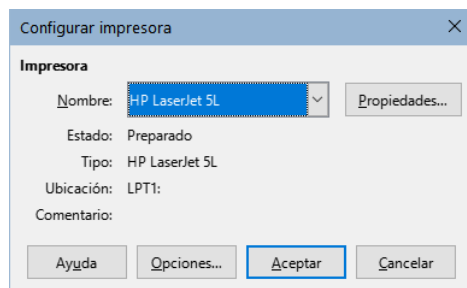 Configurar impresora
Impresora
Nombre: HP LaserJet 5L Propiedades...
Estado: Preparado
Tipo: HP LaserJet 5L
Ubicación: LPT1:
Comentario:
Ayuda Opciones... Aceptar Cancelar